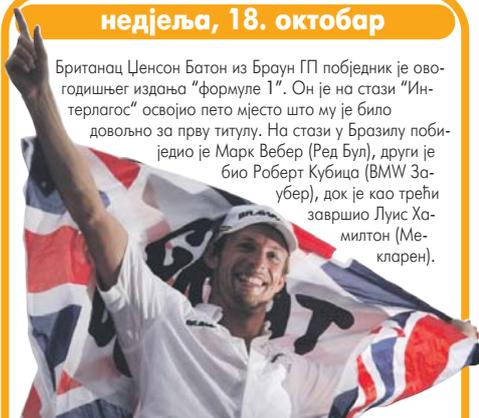 недјеља, 18. октобар
Британац Џенсон Батон из Браун ГП побједник је ово-
годишњег издања “формуле 1”. Он је на стази “Ин-
терлагос” освојио пето мјесто што му је било
довољно за прву титулу. На стази у Бразилу поби-
једио је Марк Вебер (Ред Бул), други је
био Роберт Кубица (BMW За-
убер), док је као трећи
завршио Луис Ха-
милтон (Ме-
кларен).